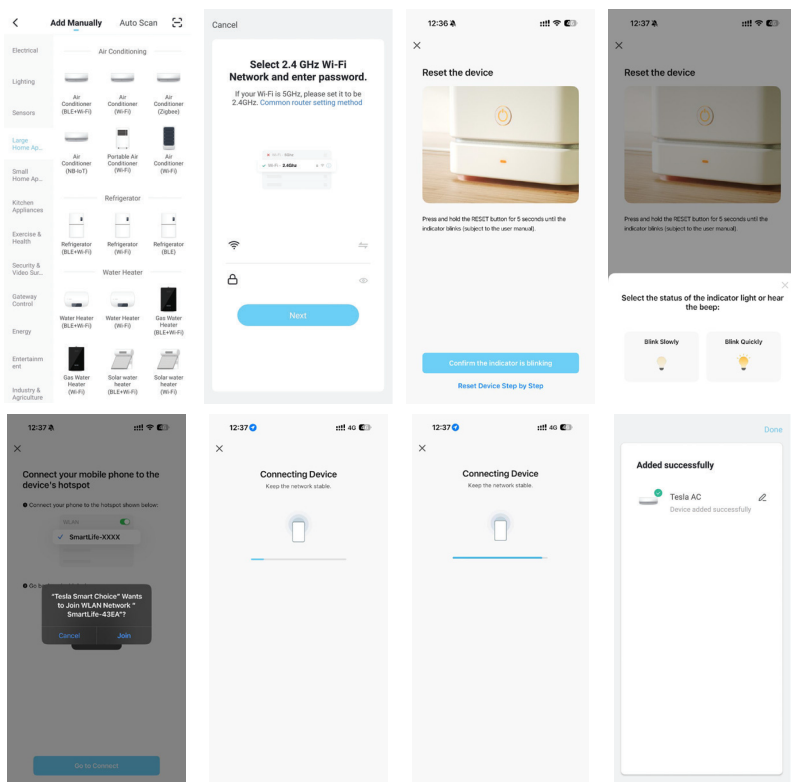 Add Manually
Auto Scan
Electrical
Lighting
Sensors
Large
Home Ap...
Small
Home Ap...
Kitchen
Appliances
Exercise &
Health
Security &
Video Sur...
Gateway
Control
Energy
Entertainm
ent
Industry &
Agriculture
Air Conditioning
Air
Conditioner
(BLE+Wi-Fi)
Air
Conditioner
(Wi-Fi)
Air
Conditioner
(Zigbee)
Air
Conditioner
(NB-IoT)
Portable Air
Conditioner
(Wi-Fi)
Air
Conditioner
(Wi-Fi)
Refrigerator
Refrigerator
(BLE+Wi-Fi)
Refrigerator
(Wi-Fi)
Refrigerator
(BLE)
Water Heater
Water Heater
(BLE+Wi-Fi)
Water Heater
(Wi-Fi)
Gas Water
Heater
(BLE+Wi-Fi)
Gas Water
Heater
(Wi-Fi)
Solar water
heater
(BLE+Wi-Fi)
Solar water
heater
(Wi-Fi)
Cancel
Select 2.4 GHz Wi-Fi
Network and enter password.
If your Wi-Fi is 5GHz, please set it to be
2.4GHz. Common router setting method
Next
12:36
Reset the device
Press and hold the RESET button for 5 seconds until the
indicator blinks (subject to the user manual).
Confirm the indicator is blinking
Reset Device Step by Step
12:37
Reset the device
Press and hold the RESET button for 5 seconds until the
indicator blinks (subject to the user manual).
Select the status of the indicator light or hear
the beep:
Blink Slowly
Blink Quickly
12:37
Connect your mobile phone to the
device's hotspot
Connect your phone to the hotspot shown below:
WLAN
SmartLife-XXXX
"Tesla Smart Choice" Wants
to Join WLAN Network "
SmartLife-43EA"?
Cancel
Join
Go to Connect
12:37
4G
Connecting Device
Keep the network stable.
12:37
4G
Connecting Device
Keep the network stable.
Done
Added successfully
Tesla AC
Device added successfully